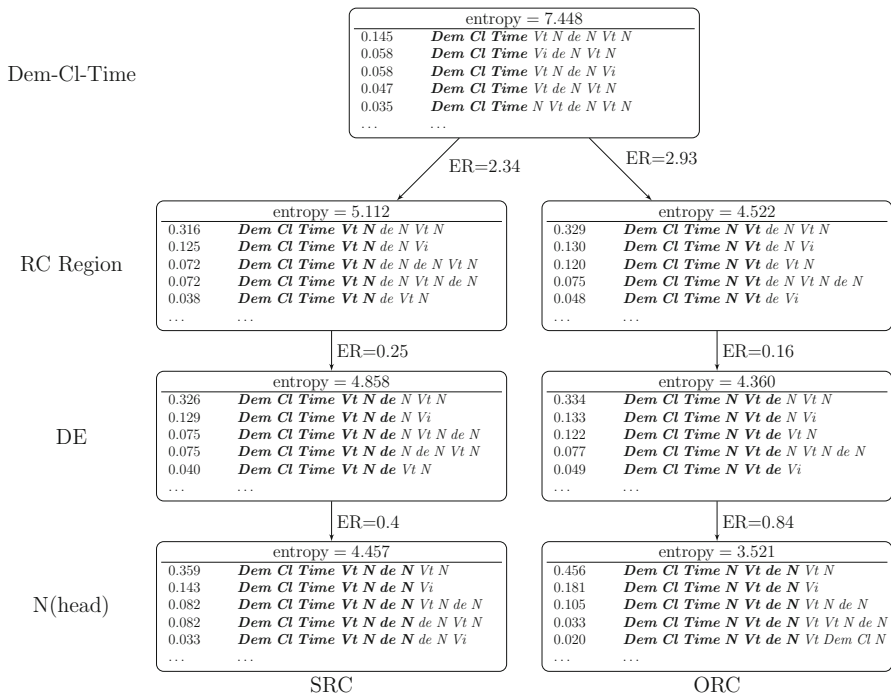 entropy = 7.448
0.145 Dem Cl Time Vt N de N Vt N
0.058 Dem Cl Time Vi de N Vt N
0.058 Dem Cl Time Vt N de N Vi
0.047 Dem Cl Time Vt de N Vt N
0.035 Dem Cl Time N Vt de N Vt N
... ...
Dem-Cl-Time
ER=2.34
ER=2.93
entropy = 5.112
0.316 Dem Cl Time Vt N de N Vt N
0.125 Dem Cl Time Vt N de N Vi
0.072 Dem Cl Time Vt N de N de N Vt N
0.072 Dem Cl Time Vt N de N Vt N de N
0.038 Dem Cl Time Vt N de Vt N
... ...
entropy = 4.522
0.329 Dem Cl Time N Vt de N Vt N
0.130 Dem Cl Time N Vt de N Vi
0.120 Dem Cl Time N Vt de Vt N
0.075 Dem Cl Time N Vt de N Vt N de N
0.048 Dem Cl Time N Vt de Vi
... ...
RC Region
ER=0.25
ER=0.16
entropy = 4.858
0.326 Dem Cl Time Vt N de N Vt N
0.129 Dem Cl Time Vt N de N Vi
0.075 Dem Cl Time Vt N de N Vt N de N
0.075 Dem Cl Time Vt N de N de N Vt N
0.040 Dem Cl Time Vt N de Vt N
... ...
entropy = 4.360
0.334 Dem Cl Time N Vt de N Vt N
0.133 Dem Cl Time N Vt de N Vi
0.122 Dem Cl Time N Vt de Vt N
0.077 Dem Cl Time N Vt de N Vt N de N
0.049 Dem Cl Time N Vt de Vi
... ...
DE
ER=0.4
ER=0.84
entropy = 4.457
0.359 Dem Cl Time Vt N de N Vt N
0.143 Dem Cl Time Vt N de N Vi
0.082 Dem Cl Time Vt N de N Vt N de N
0.082 Dem Cl Time Vt N de N de N Vt N
0.033 Dem Cl Time Vt N de N de N Vi
... ...
entropy = 3.521
0.456 Dem Cl Time N Vt de N Vt N
0.181 Dem Cl Time N Vt de N Vi
0.105 Dem Cl Time N Vt de N Vt N de N
0.033 Dem Cl Time N Vt de N Vt Vt N de N
0.020 Dem Cl Time N Vt de N Vt Dem Cl N
... ...
N(head)
SRC
ORC